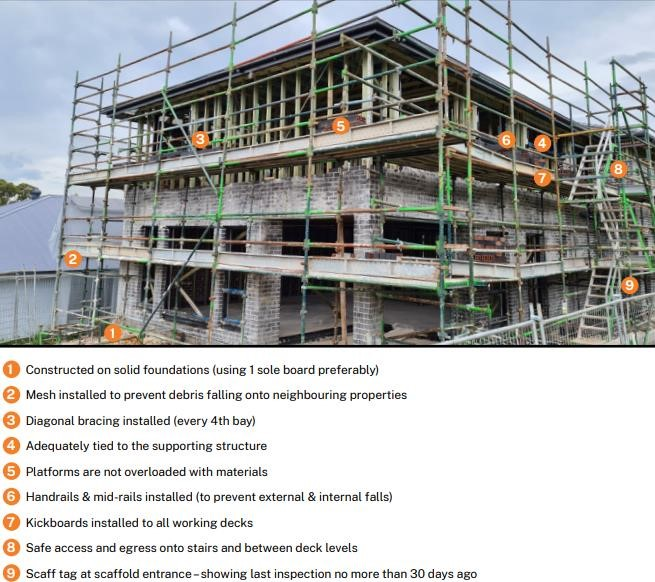 3
5
6
4
7
8
2
9
1
1 Constructed on solid foundations (using 1 sole board preferably)
2 Mesh installed to prevent debris falling onto neighbouring properties
3 Diagonal bracing installed (every 4th bay)
4 Adequately tied to the supporting structure
5 Platforms are not overloaded with materials
6 Handrails & mid-rails installed (to prevent external & internal falls)
7 Kickboards installed to all working decks
8 Safe access and egress onto stairs and between deck levels
9 Scaff tag at scaffold entrance – showing last inspection no more than 30 days ago